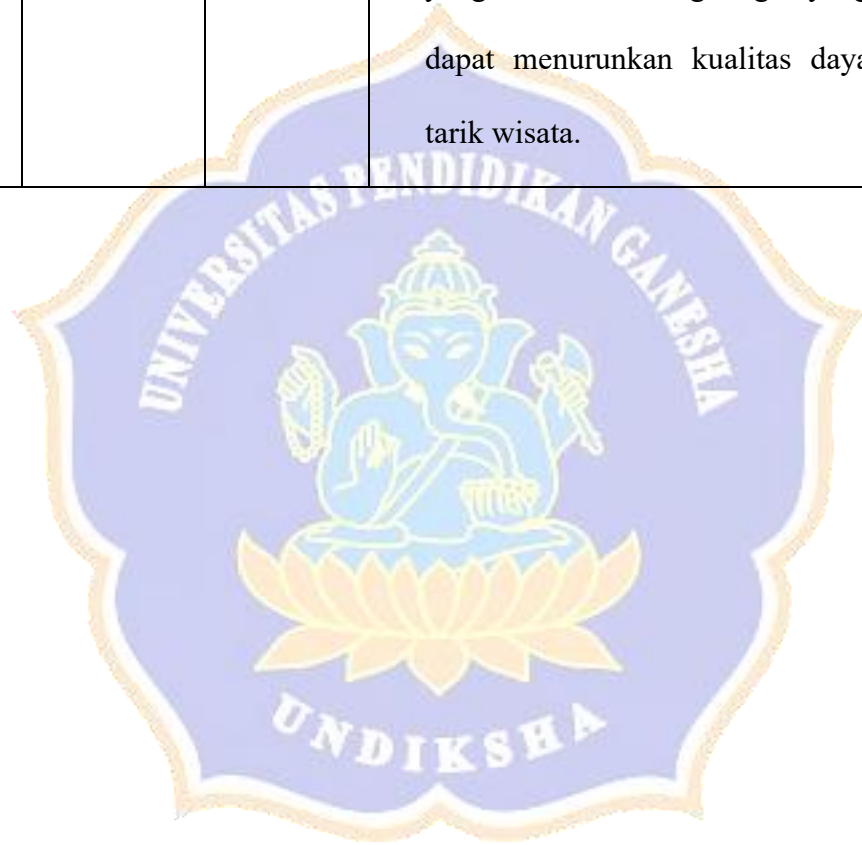 dapat menurunkan kualitas daya
tarik wisata.
UNIVERSITAS PENDIDIKAN GANESHA
UNDIKSHA